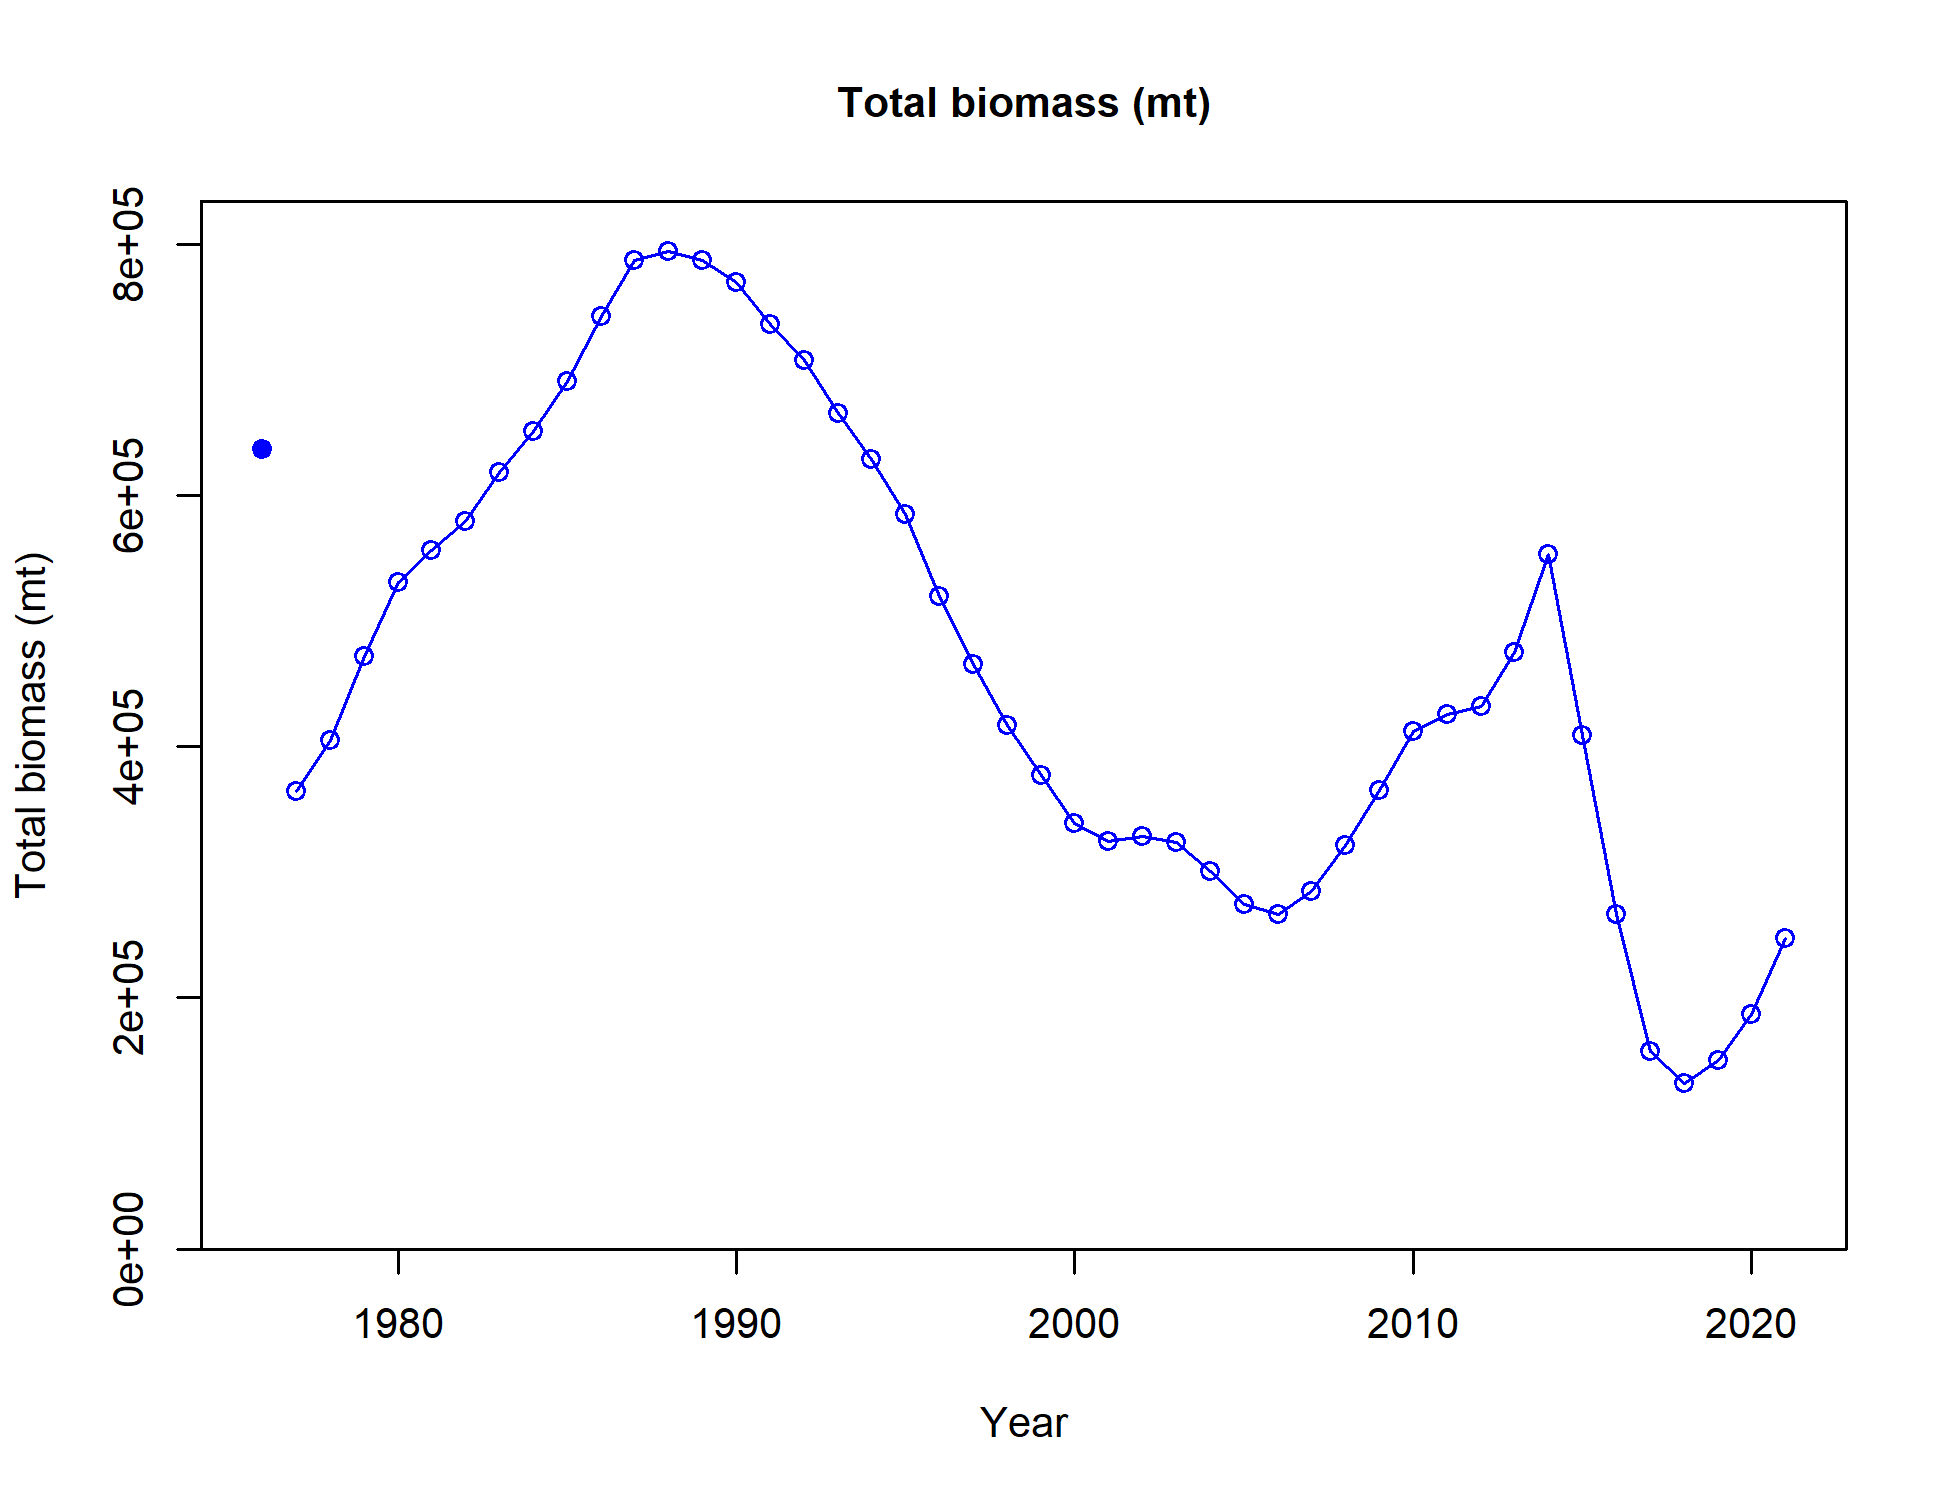 Total biomass (mt)
Total biomass (mt)
8e+05
6e+05
4e+05
2e+05
0e+00
1980
1990
2000
2010
2020
Year